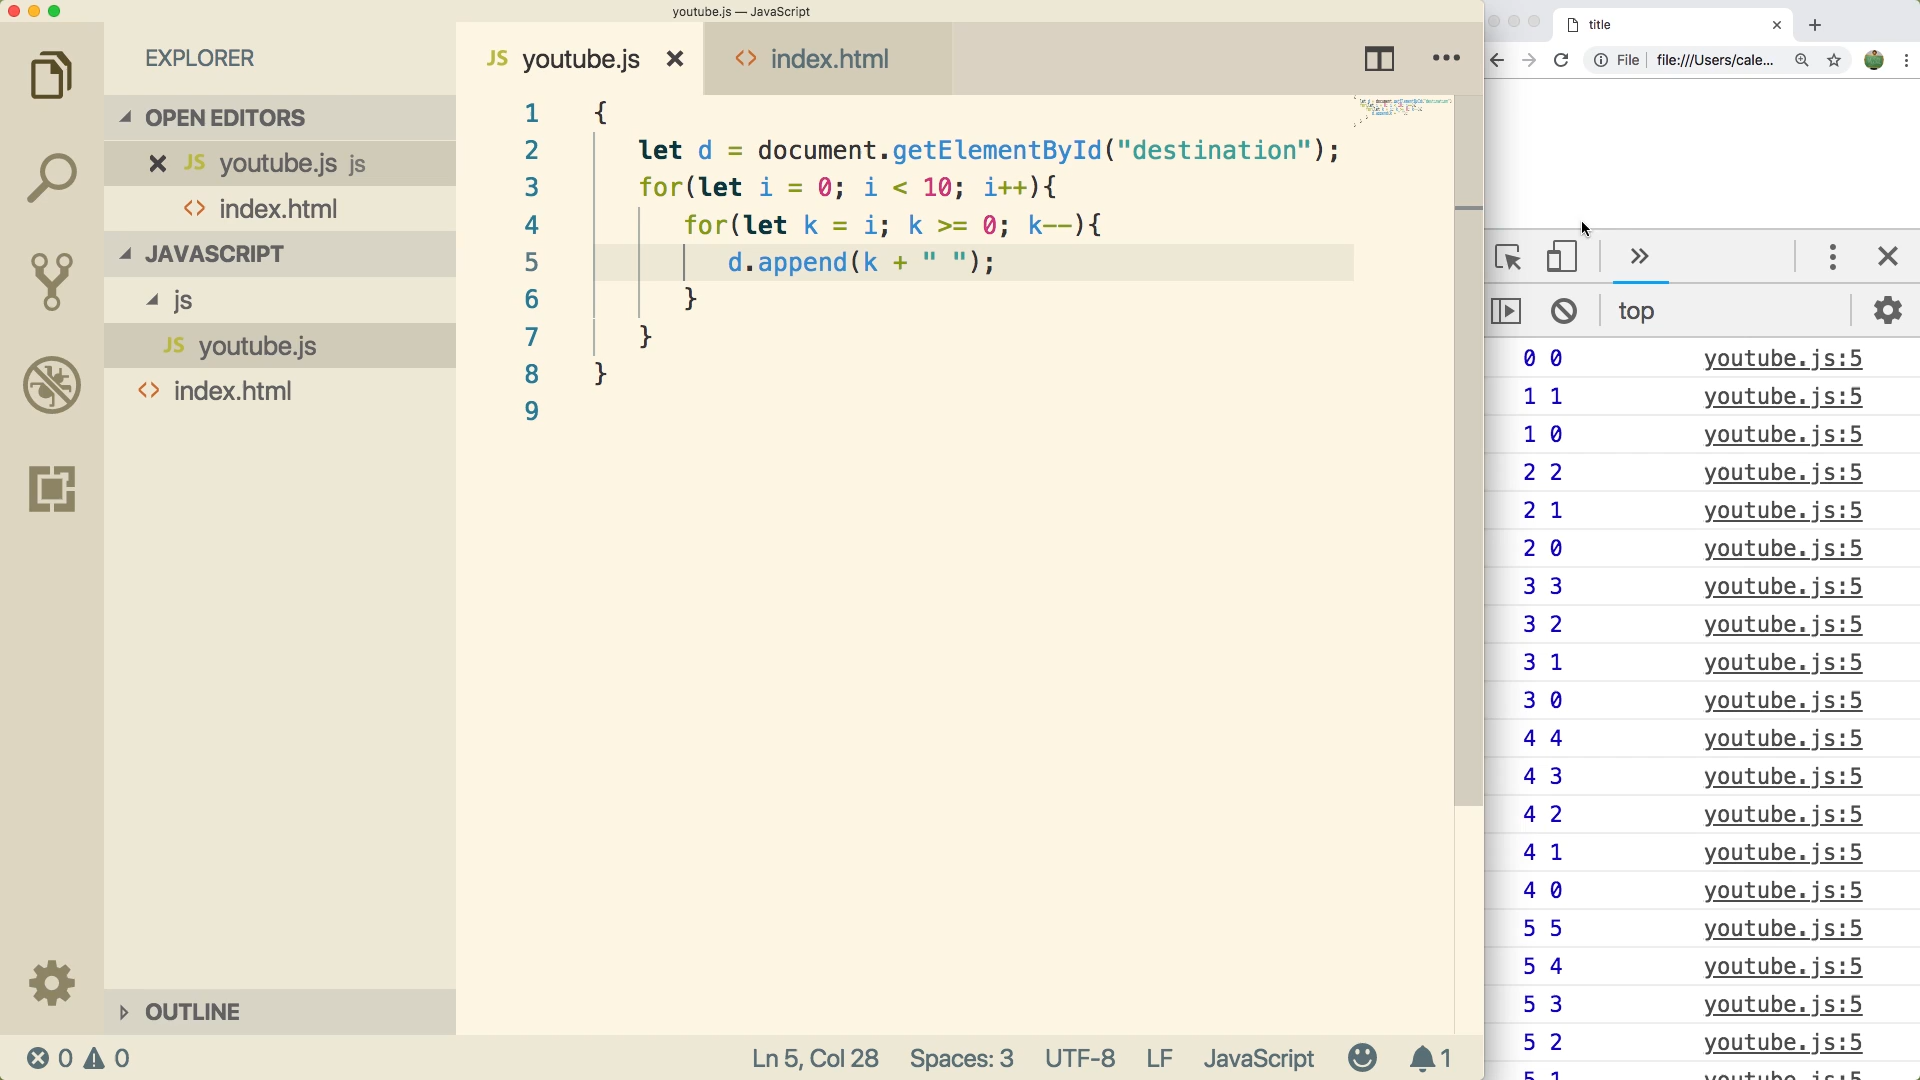 youtube.js — JavaScript
EXPLORER
OPEN EDITORS
JS youtube.js js
<> index.html
JAVASCRIPT
js
JS youtube.js
<> index.html
OUTLINE
JS youtube.js
<> index.html
1 {
2 let d = document.getElementById("destination");
3 for(let i = 0; i < 10; i++){
4 for(let k = i; k >= 0; k--){
5 d.append(k + " ");
6 }
7 }
8 }
9
0 0
Ln 5, Col 28 Spaces: 3 UTF-8 LF JavaScript 1
title
File file:///Users/cale...
top
0 0 youtube.js:5
1 1 youtube.js:5
1 0 youtube.js:5
2 2 youtube.js:5
2 1 youtube.js:5
2 0 youtube.js:5
3 3 youtube.js:5
3 2 youtube.js:5
3 1 youtube.js:5
3 0 youtube.js:5
4 4 youtube.js:5
4 3 youtube.js:5
4 2 youtube.js:5
4 1 youtube.js:5
4 0 youtube.js:5
5 5 youtube.js:5
5 4 youtube.js:5
5 3 youtube.js:5
5 2 youtube.js:5
5 1 youtube.js:5